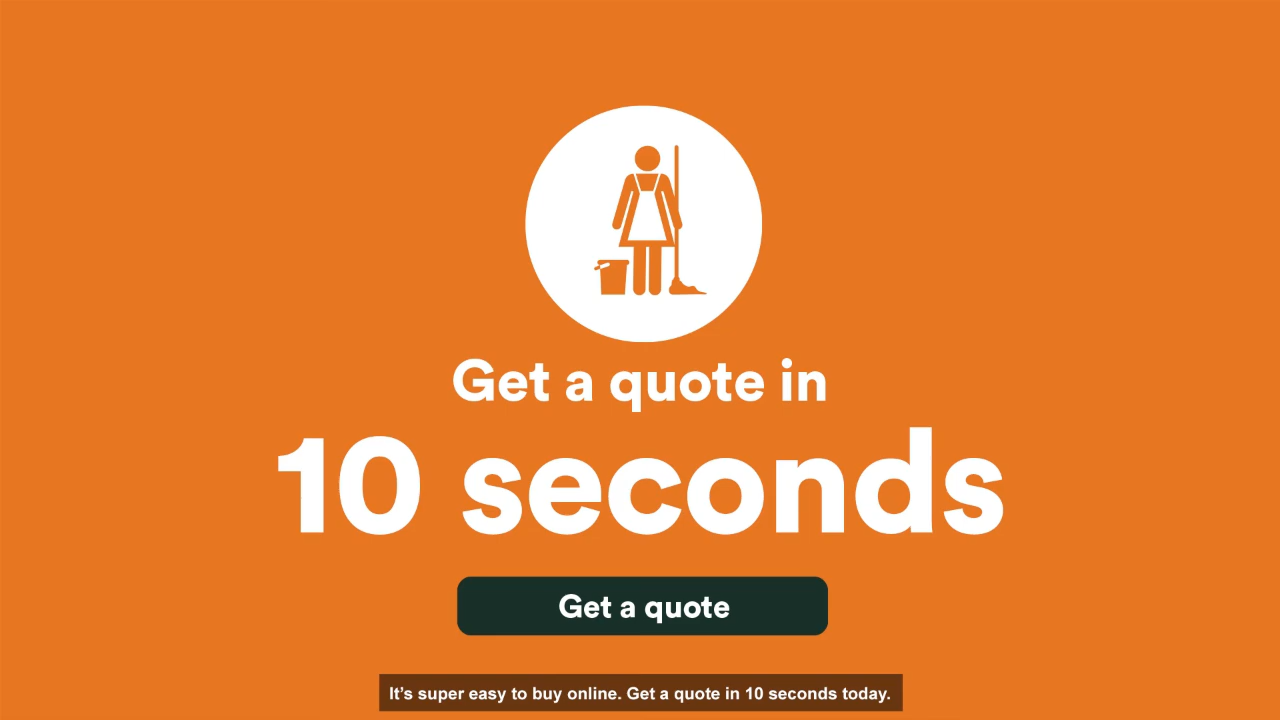 Get a quote in
10 seconds
Get a quote
It's super easy to buy online. Get a quote in 10 seconds today.